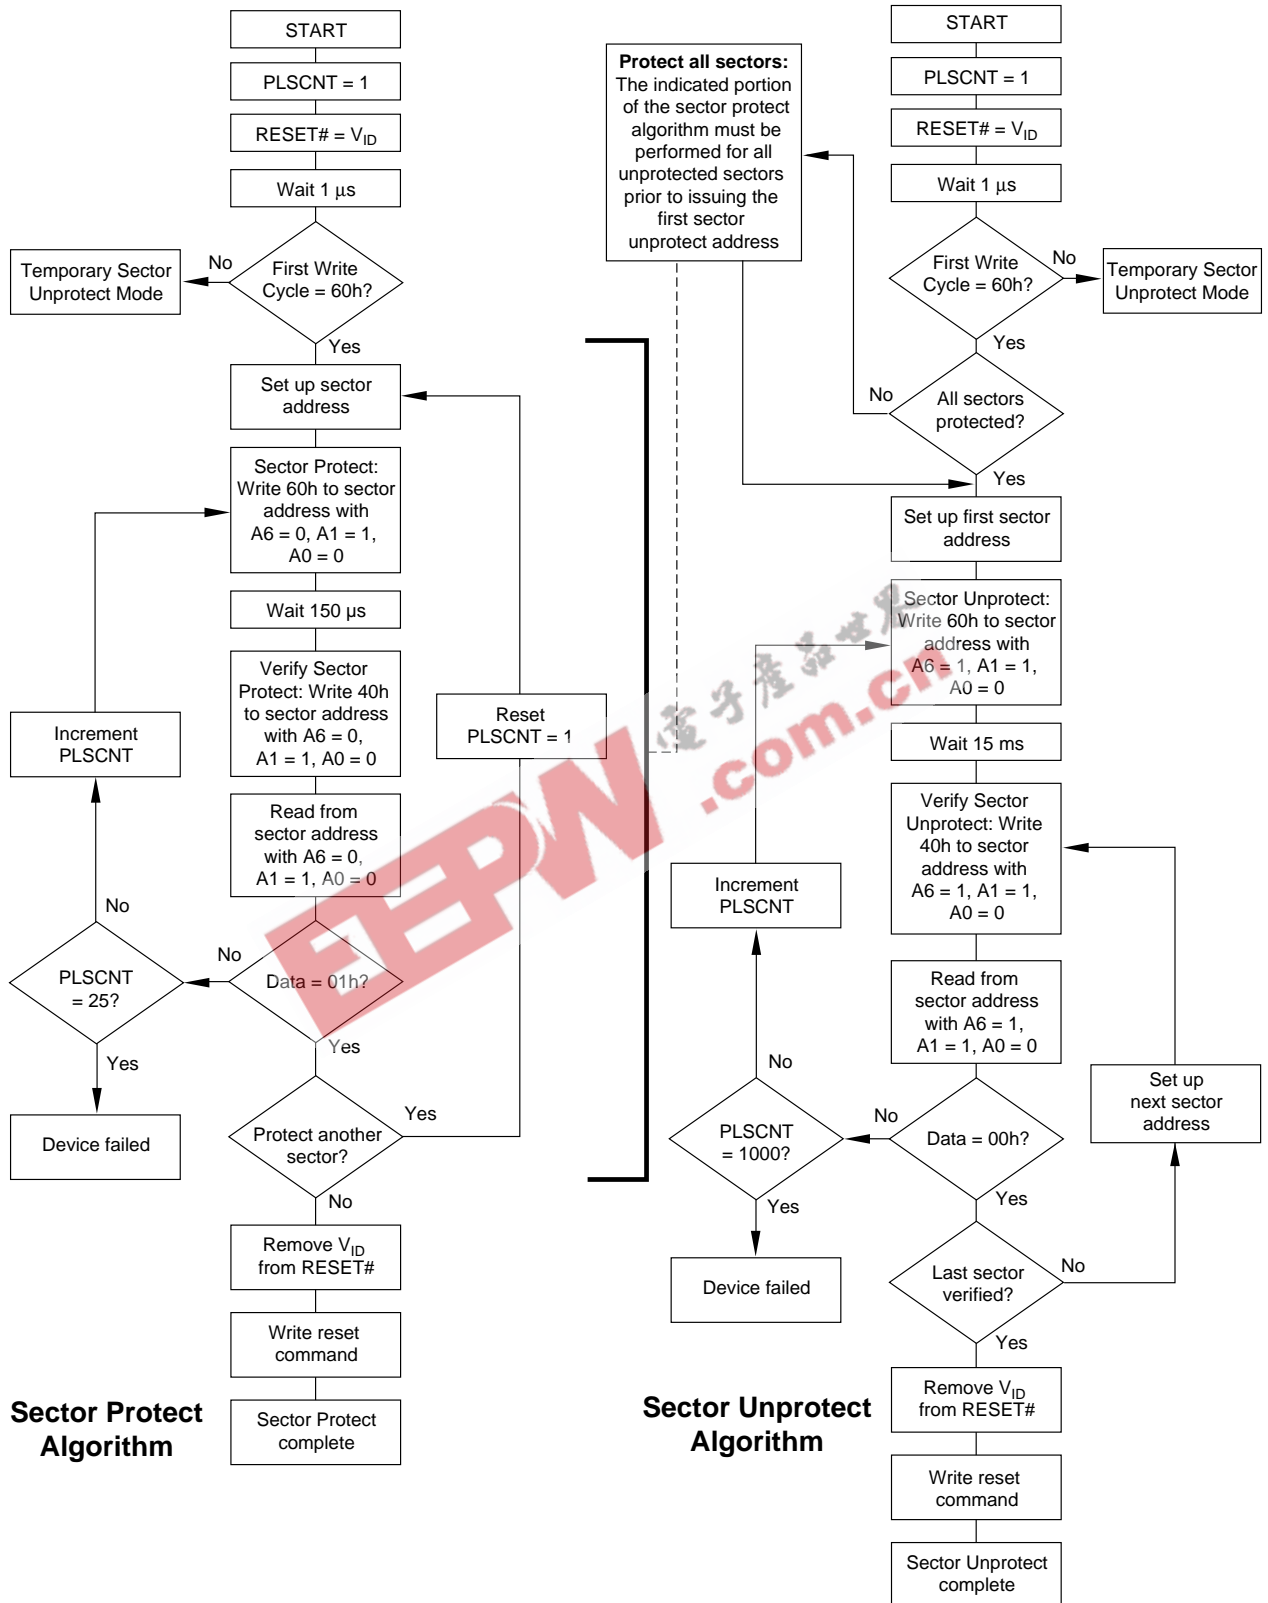 START
PLSCNT = 1
RESET# = VID
Wait 1 μs
First Write
Cycle = 60h?
No
Temporary Sector
Unprotect Mode
Yes
Set up sector
address
Sector Protect:
Write 60h to sector
address with
A6 = 0, A1 = 1,
A0 = 0
Wait 150 µs
Verify Sector
Protect: Write 40h
to sector address
with A6 = 0,
A1 = 1, A0 = 0
Increment
PLSCNT
Reset
PLSCNT = 1
Read from
sector address
with A6 = 0,
A1 = 1, A0 = 0
No
PLSCNT
= 25?
No
Data = 01h?
Yes
Yes
Device failed
Protect another
sector?
Yes
No
Remove VID
from RESET#
Write reset
command
Sector Protect
complete
Sector Protect
Algorithm
Protect all sectors:
The indicated portion
of the sector protect
algorithm must be
performed for all
unprotected sectors
prior to issuing the
first sector
unprotect address
START
PLSCNT = 1
RESET# = VID
Wait 1 μs
First Write
Cycle = 60h?
No
Temporary Sector
Unprotect Mode
Yes
No
All sectors
protected?
Yes
Set up first sector
address
Sector Unprotect:
Write 60h to sector
address with
A6 = 1, A1 = 1,
A0 = 0
Wait 15 ms
Verify Sector
Unprotect: Write
40h to sector
address with
A6 = 1, A1 = 1,
A0 = 0
Increment
PLSCNT
Read from
sector address
with A6 = 1,
A1 = 1, A0 = 0
No
Set up
next sector
address
PLSCNT
= 1000?
No
Data = 00h?
Yes
Yes
Device failed
Last sector
verified?
No
Yes
Remove VID
from RESET#
Write reset
command
Sector Unprotect
complete
Sector Unprotect
Algorithm
EEPW
電子產品世界
.com.cn